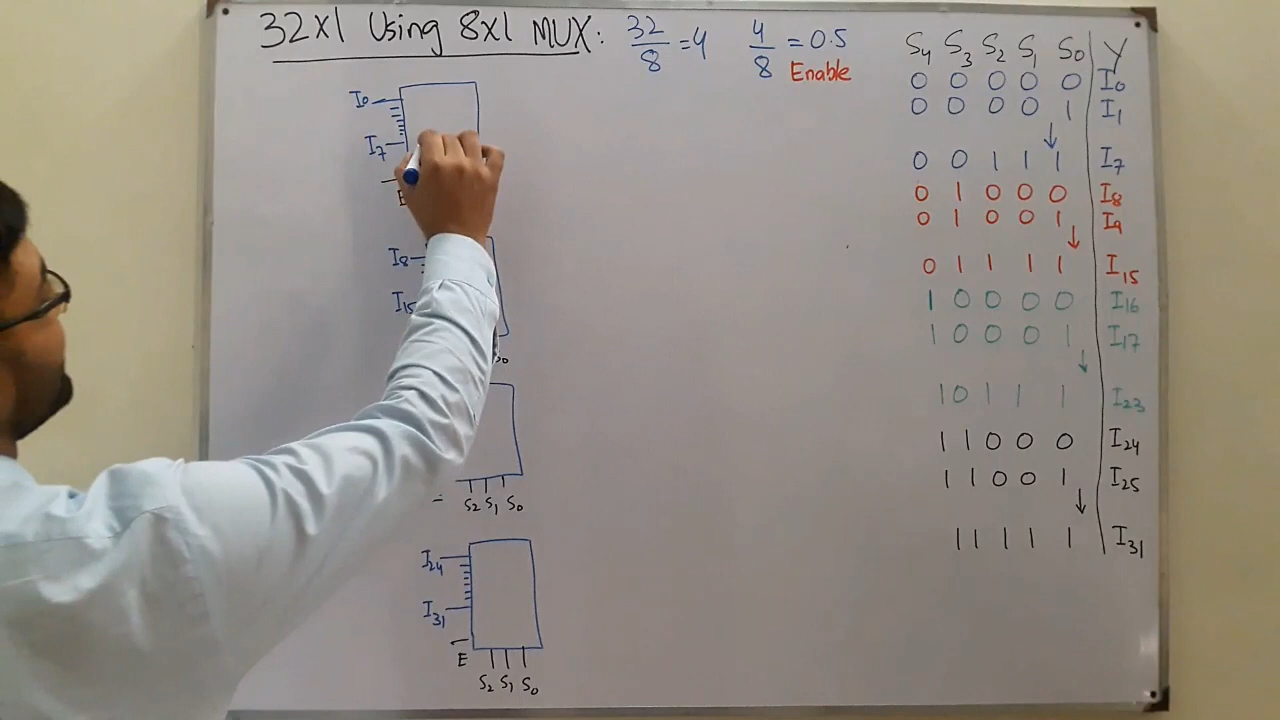 32x1 Using 8x1 MUX: 32/8 = 4 4/8 = 0.5
Enable
S4 S3 S2 S1 S0 Y
0 0 0 0 0 I0
0 0 0 0 1 I1
↓
0 0 1 1 1 I7
0 1 0 0 0 I8
0 1 0 0 1 I9
↓
0 1 1 1 1 I15
1 0 0 0 0 I16
1 0 0 0 1 I17
↓
1 0 1 1 1 I23
1 1 0 0 0 I24
1 1 0 0 1 I25
↓
1 1 1 1 1 I31
I0
I7
I8
I15
S2 S1 S0
I24
I31
E
S2 S1 S0